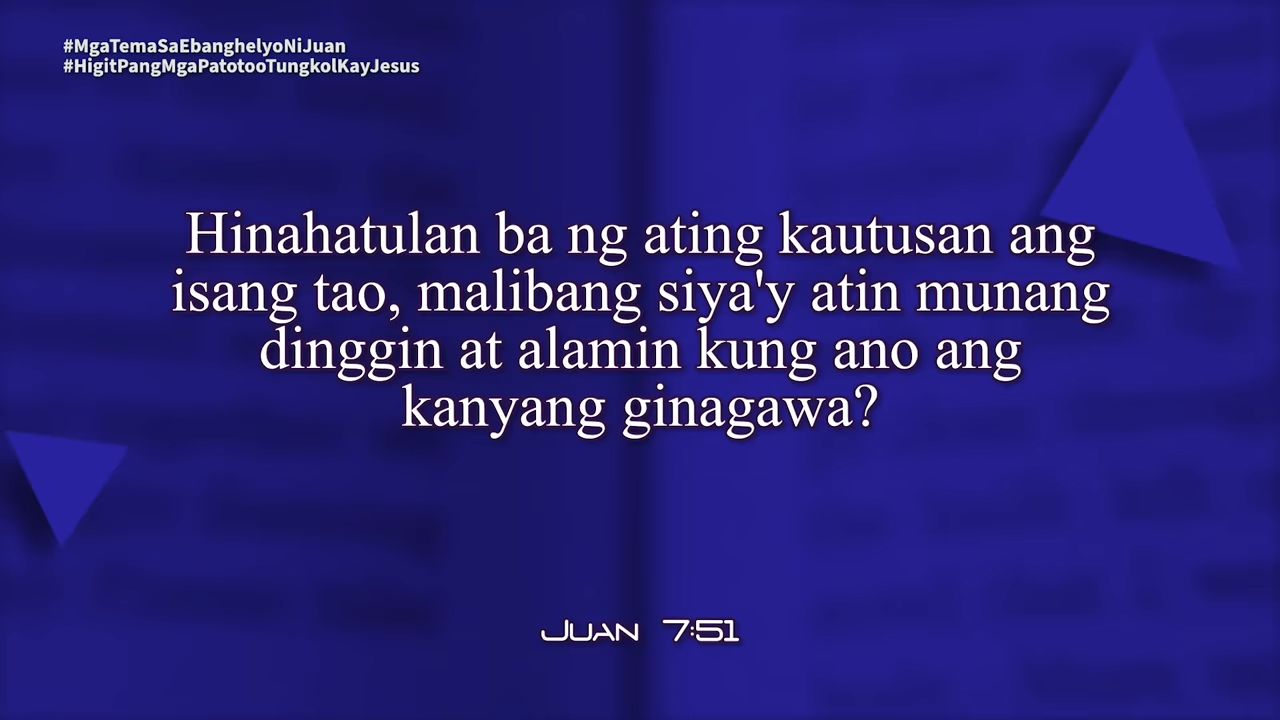 #MgaTemaSaEbanghelyoNiJuan
#HigitPangMgaPatotooTungkolKayJesus
Hinahatulan ba ng ating kautusan ang
isang tao, malibang siya'y atin munang
dinggin at alamin kung ano ang
kanyang ginagawa?
Juan 7:51